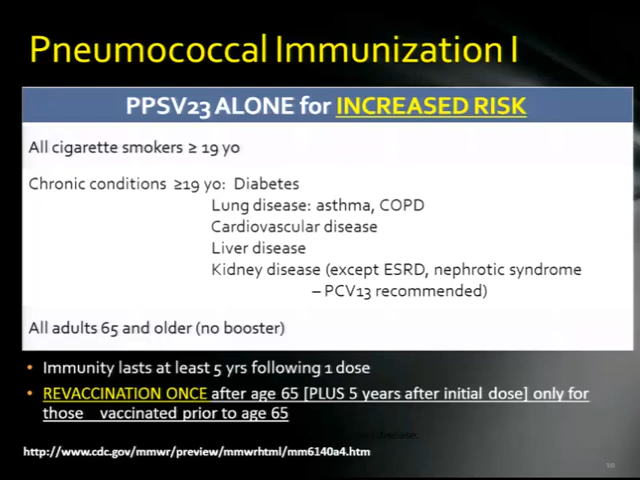 Pneumococcal Immunization I
PPSV23 ALONE for INCREASED RISK
All cigarette smokers ≥ 19 yo
Chronic conditions ≥19 yo: Diabetes
Lung disease: asthma, COPD
Cardiovascular disease
Liver disease
Kidney disease (except ESRD, nephrotic syndrome
– PCV13 recommended)
All adults 65 and older (no booster)
• Immunity lasts at least 5 yrs following 1 dose
• REVACCINATION ONCE after age 65 [PLUS 5 years after initial dose] only for
those vaccinated prior to age 65
disease.
http://www.cdc.gov/mmwr/preview/mmwrhtml/mm6140a4.htm